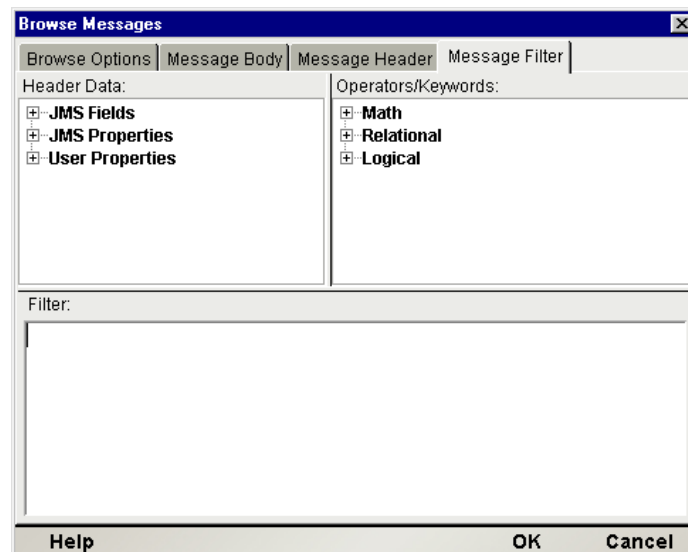 Browse Messages
Browse Options Message Body Message Header Message Filter
Header Data: Operators/Keywords:
JMS Fields Math
JMS Properties Relational
User Properties Logical
Filter:
Help OK Cancel